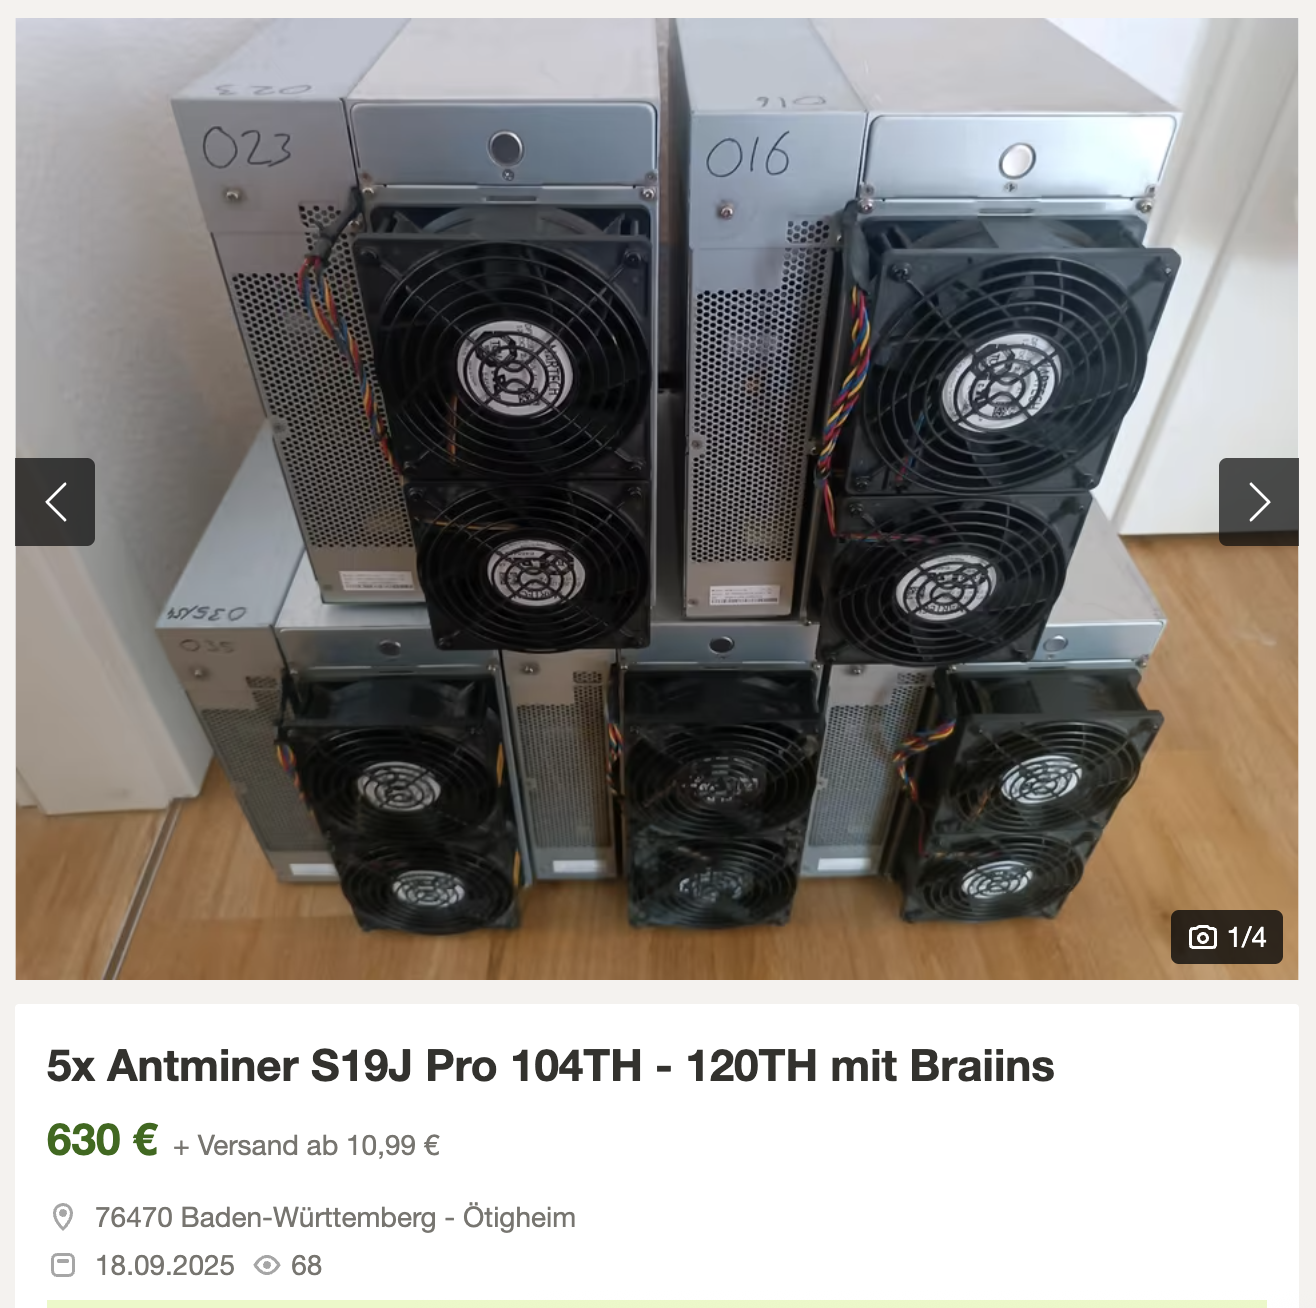 023
016
035
1/4
5x Antminer S19J Pro 104TH - 120TH mit Braiins
630 € + Versand ab 10,99 €
76470 Baden-Württemberg - Ötigheim
18.09.2025 68